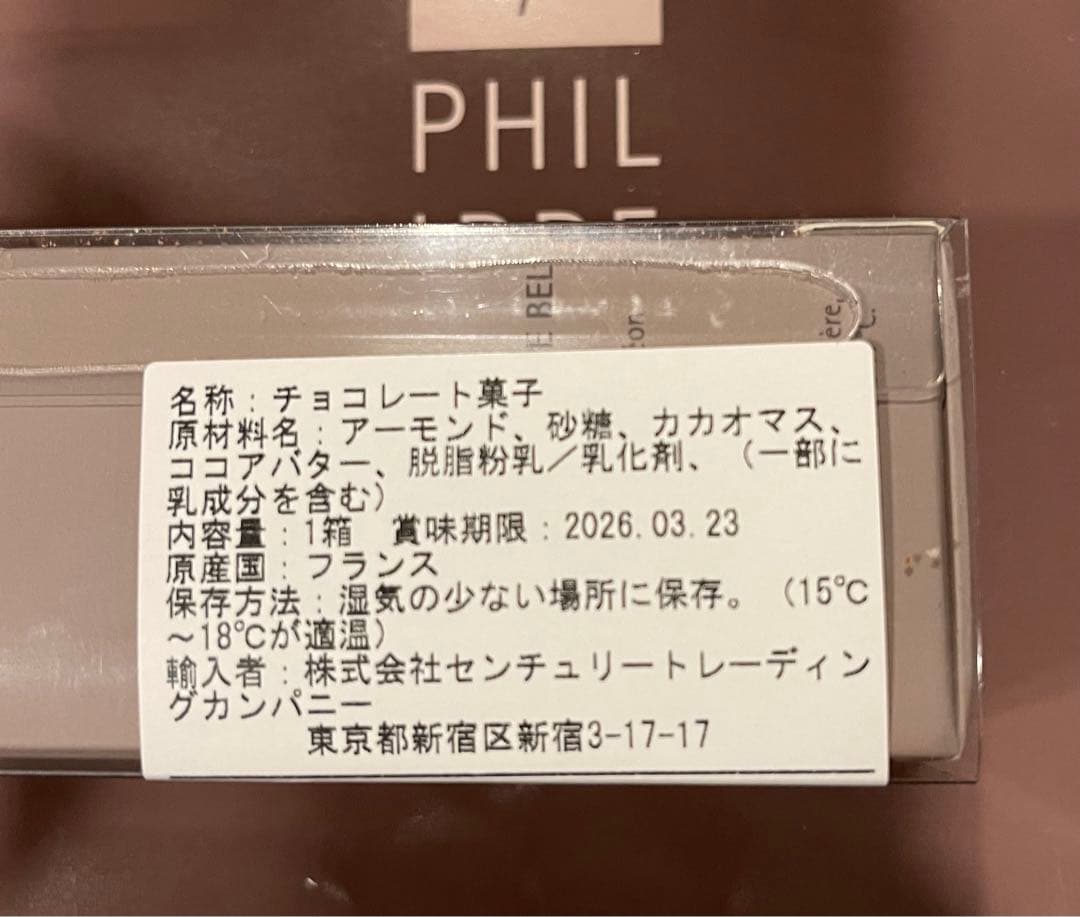 PHIL
E BEL
ton
ère,
名称：チョコレート菓子
原材料名：アーモンド、砂糖、カカオマス、
ココアバター、脱脂粉乳／乳化剤、（一部に
乳成分を含む）
内容量：1箱　賞味期限：2026.03.23
原産国：フランス
保存方法：湿気の少ない場所に保存。（15℃
～18℃が適温）
輸入者：株式会社センチュリートレーディン
グカンパニー
東京都新宿区新宿3-17-17